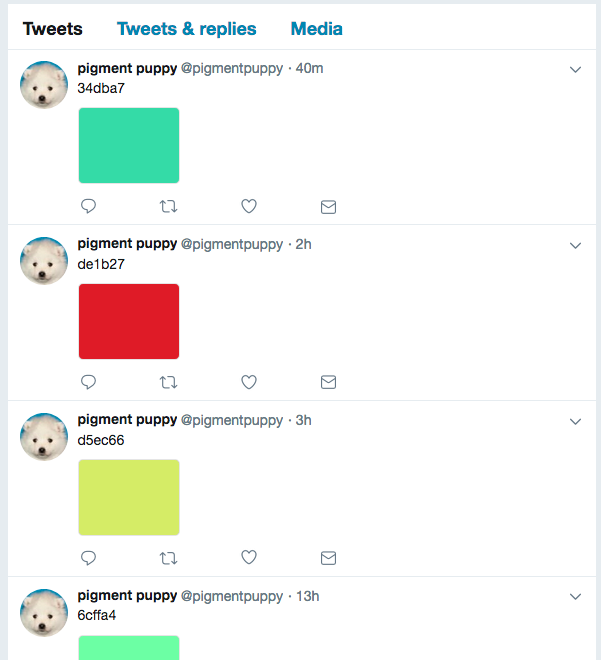 Tweets Tweets & replies Media
pigment puppy @pigmentpuppy · 40m
34dba7
pigment puppy @pigmentpuppy · 2h
de1b27
pigment puppy @pigmentpuppy · 3h
d5ec66
pigment puppy @pigmentpuppy · 13h
6cffa4